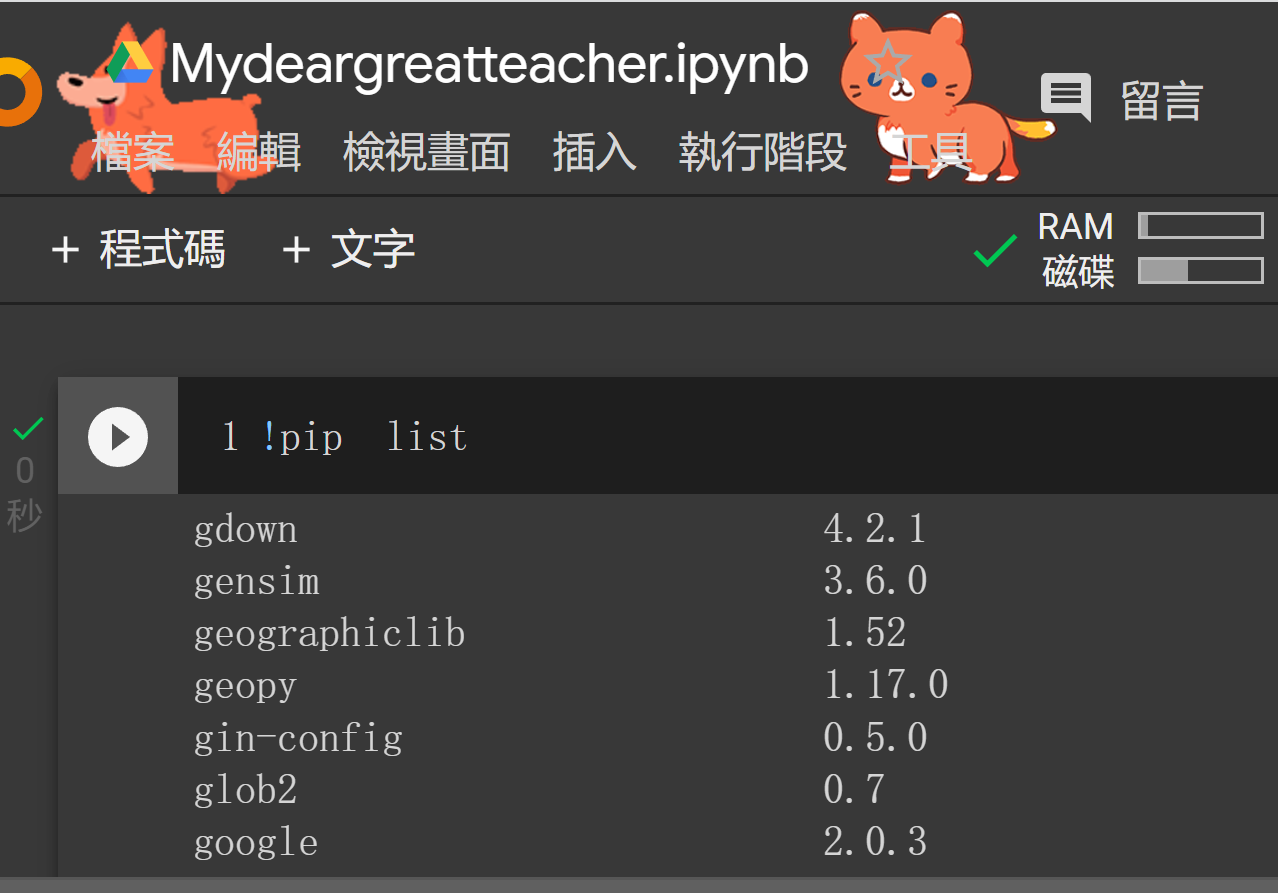 Mydeargreatteacher.ipynb
留言
檔案 編輯 檢視畫面 插入 執行階段 工具
+ 程式碼 + 文字
RAM
磁碟
1 !pip  list
0
秒
gdown 4.2.1
gensim 3.6.0
geographiclib 1.52
geopy 1.17.0
gin-config 0.5.0
glob2 0.7
google 2.0.3